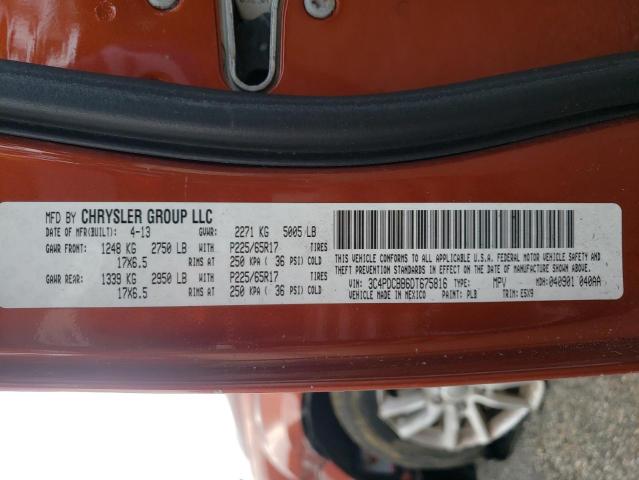 MFD BY CHRYSLER GROUP LLC
DATE OF MFR(BUILT): 4-13 GVWR: 2271 KG 5005 LB
GAWR FRONT: 1248 KG 2750 LB WITH P225/65R17 TIRES
17X6.5 RIMS AT 250 KPA ( 36 PSI) COLD
GAWR REAR: 1339 KG 2950 LB WITH P225/65R17 TIRES
17X6.5 RIMS AT 250 KPA ( 36 PSI) COLD
THIS VEHICLE CONFORMS TO ALL APPLICABLE U.S.A. FEDERAL MOTOR VEHICLE SAFETY AND
THEFT PREVENTION STANDARDS IN EFFECT ON THE DATE OF MANUFACTURE SHOWN ABOVE.
VIN: 3C4PDCBB6DT675816 TYPE: MPV MDH: 040901 040AA
VEHICLE MADE IN MEXICO PAINT: PLB TRIM: E5X9